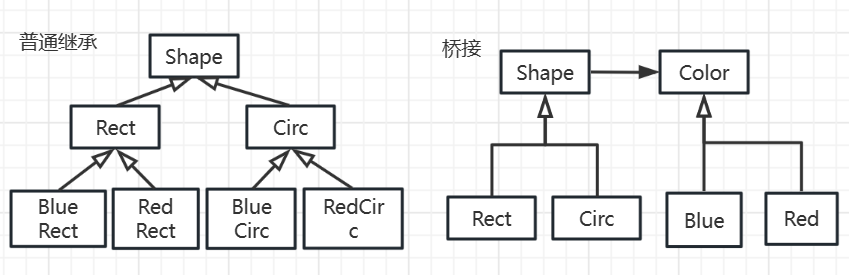 普通继承
Shape
Rect
Circ
Blue
Rect
Red
Rect
Blue
Circ
RedCir
c
桥接
Shape
Color
Rect
Circ
Blue
Red